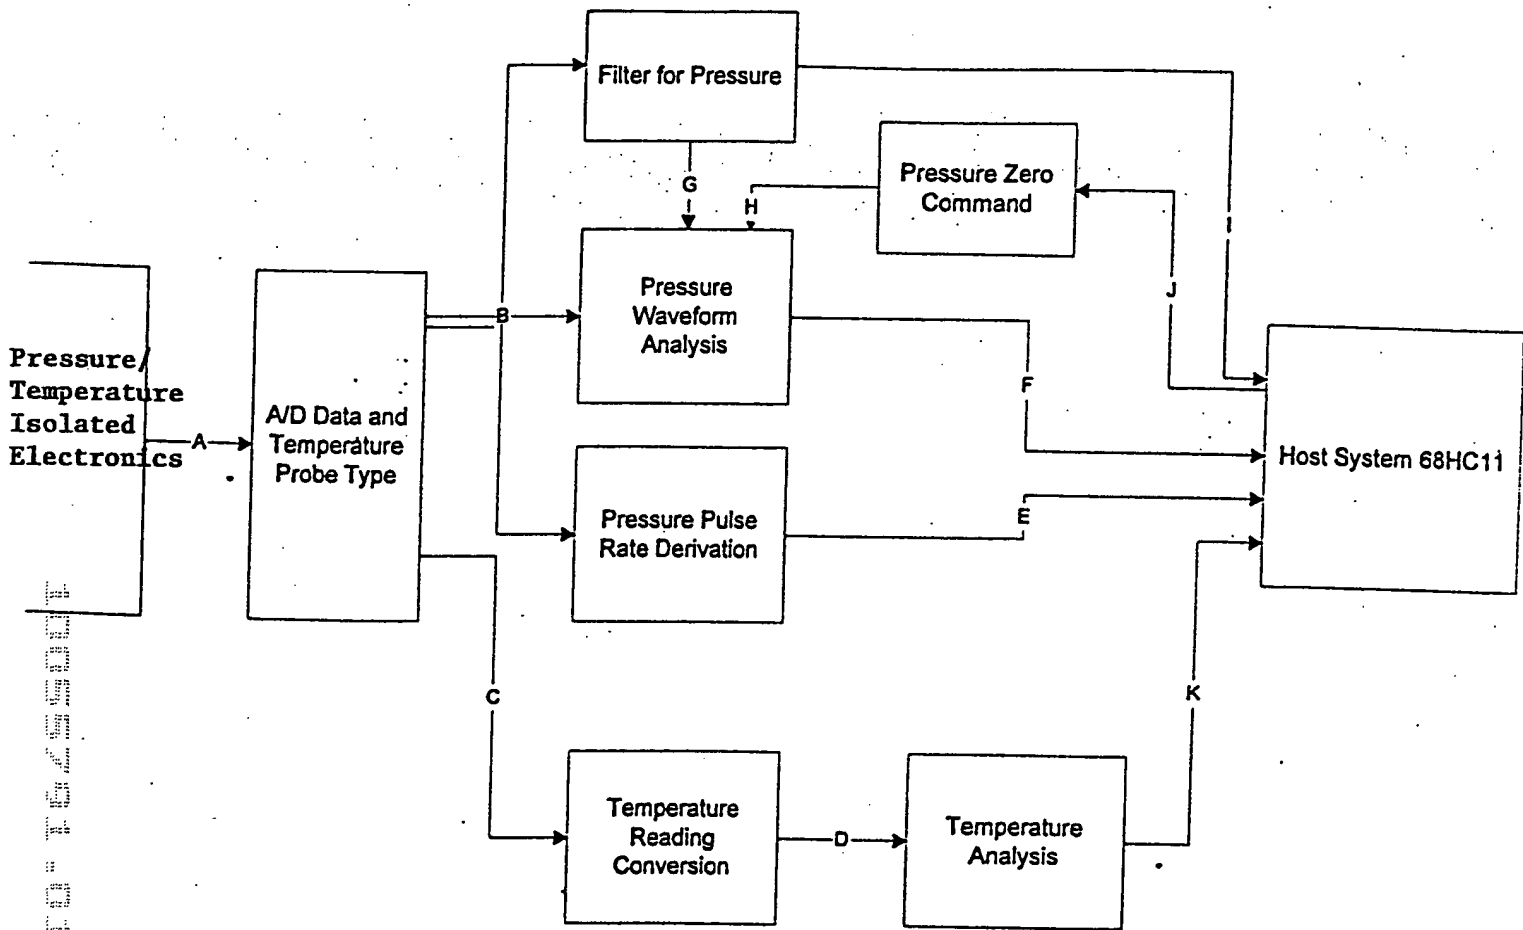 Filter for Pressure
G
H
Pressure Zero
Command
I
J
Pressure
Waveform
Analysis
B
F
Pressure/
Temperature
Isolated
Electronics
A
A/D Data and
Temperature
Probe Type
Host System 68HC11
Pressure Pulse
Rate Derivation
E
C
K
Temperature
Reading
Conversion
D
Temperature
Analysis